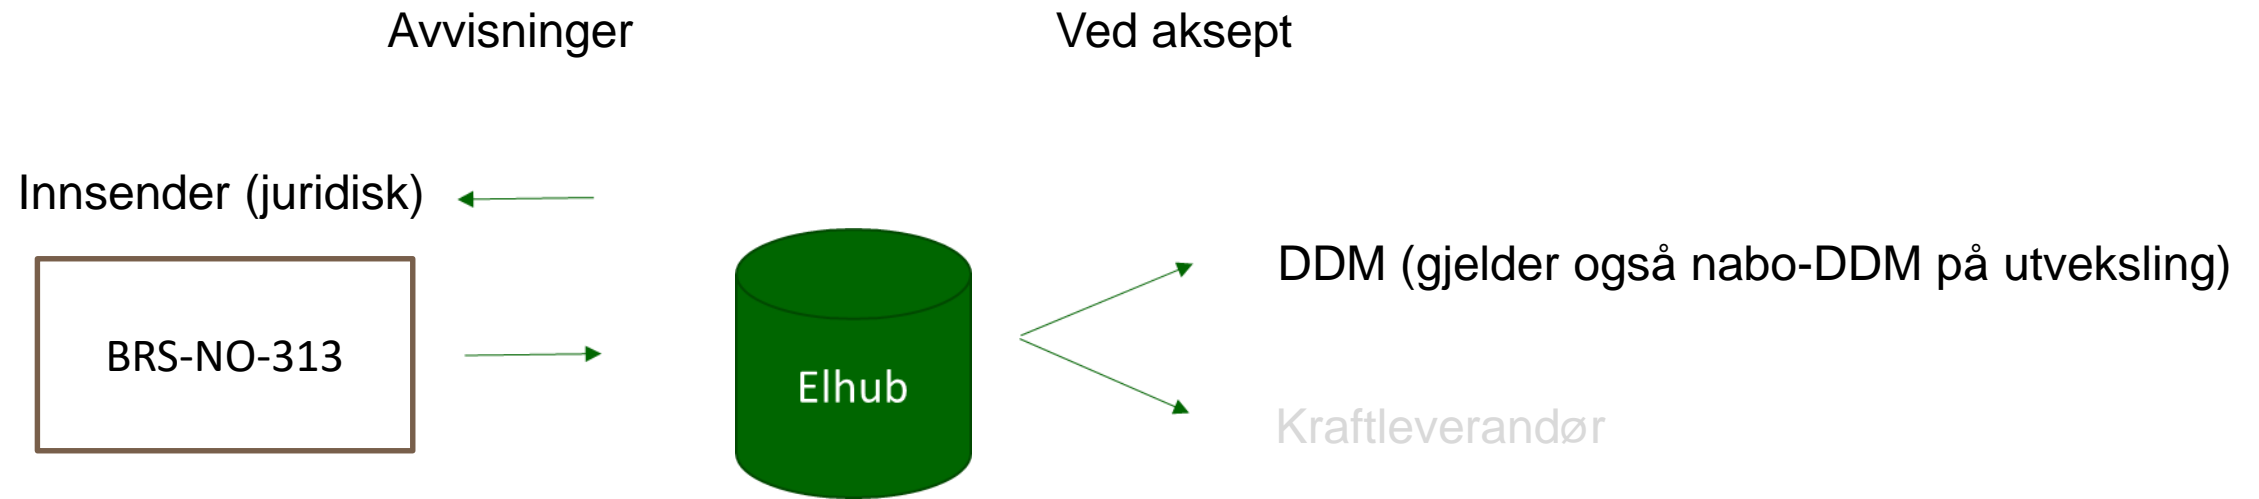 Avvisninger
Ved aksept
Innsender (juridisk)
DDM (gjelder også nabo-DDM på utveksling)
BRS-NO-313
Elhub
Kraftleverandør